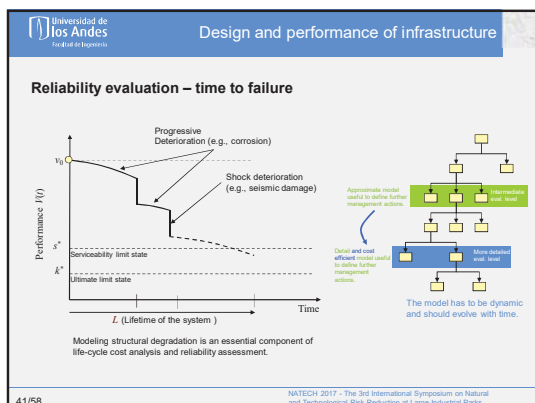 Universidad de
los Andes
Facultad de Ingeniería
Design and performance of infrastructure
Reliability evaluation – time to failure
Progressive
Deterioration (e.g., corrosion)
Shock deterioration
(e.g., seismic damage)
Performance V(t)
v₀
s*
Serviceability limit state
k*
Ultimate limit state
Time
L (Lifetime of the system )
Modeling structural degradation is an essential component of
life-cycle cost analysis and reliability assessment.
Approximate model
useful to define further
management actions.
Intermediate
eval. level
Detail and cost
efficient model useful
to define further
management
actions.
More detailed
eval. level
The model has to be dynamic
and should evolve with time.
41/58
NATECH 2017 - The 3rd International Symposium on Natural
and Technological Risk Reduction at Large Industrial Parks